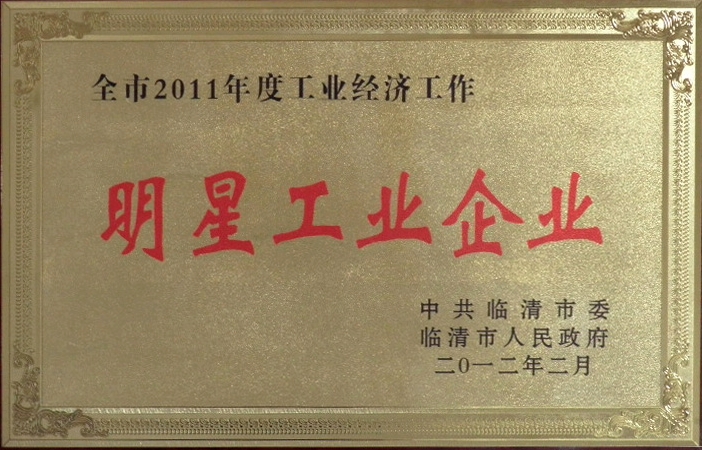 全市2011年度工业经济工作
明星工业企业
中共临清市委
临清市人民政府
二〇一二年二月